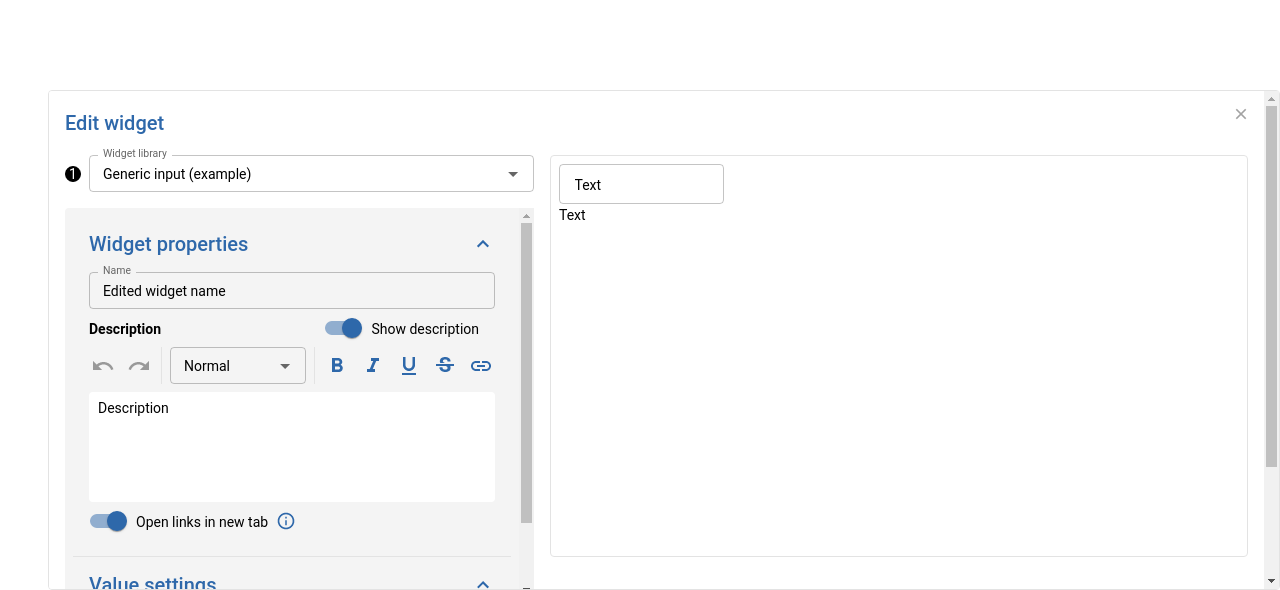 Edit widget
Widget library
1 Generic input (example)
Widget properties
Name
Edited widget name
Description Show description
Normal B I U S
Description
Open links in new tab
Value settings
Text
Text